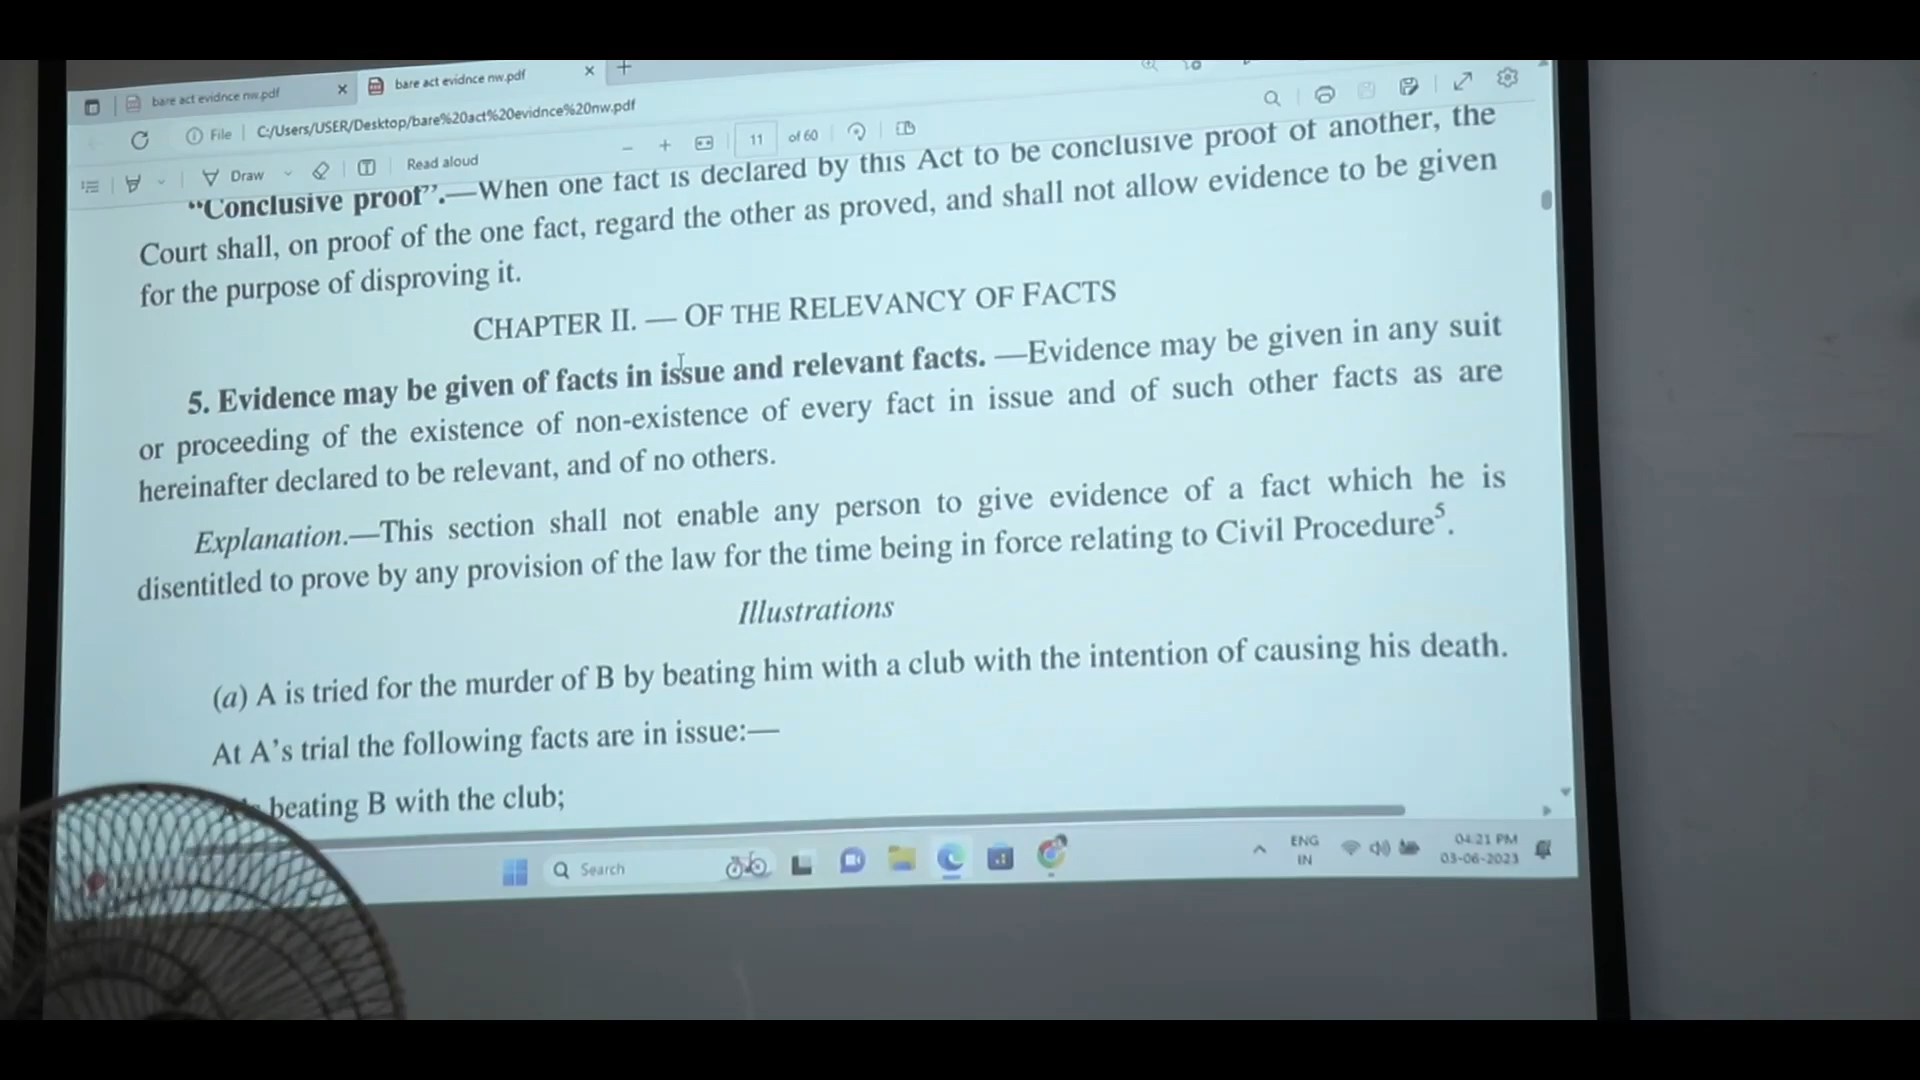 bare act evidnce nw.pdf
bare act evidnce nw.pdf
File
C:/Users/USER/Desktop/bare%20act%20evidnce%20nw.pdf
11 of 60
Draw
Read aloud
“Conclusive proof”.—When one fact is declared by this Act to be conclusive proof of another, the
Court shall, on proof of the one fact, regard the other as proved, and shall not allow evidence to be given
for the purpose of disproving it.
CHAPTER II. — OF THE RELEVANCY OF FACTS
5. Evidence may be given of facts in issue and relevant facts. —Evidence may be given in any suit
or proceeding of the existence of non-existence of every fact in issue and of such other facts as are
hereinafter declared to be relevant, and of no others.
Explanation.—This section shall not enable any person to give evidence of a fact which he is
disentitled to prove by any provision of the law for the time being in force relating to Civil Procedure5.
Illustrations
(a) A is tried for the murder of B by beating him with a club with the intention of causing his death.
At A’s trial the following facts are in issue:—
beating B with the club;
Search
ENG
IN
04:21 PM
03-06-2023